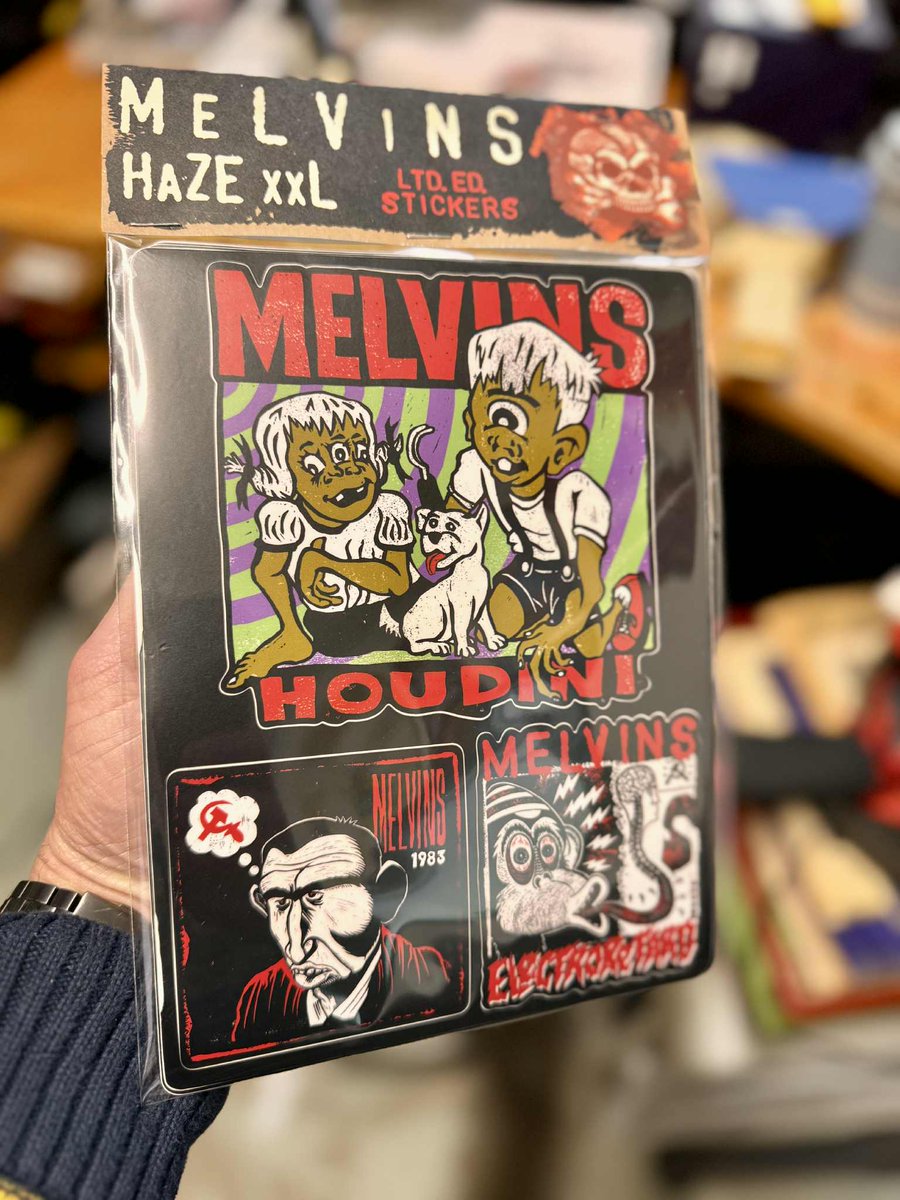 MELViNS
HAZE xxL
LTD. ED.
STICKERS
MELVINS
HOUDINi
MELVINS
1983
MELVINS
ELECTRORETARD